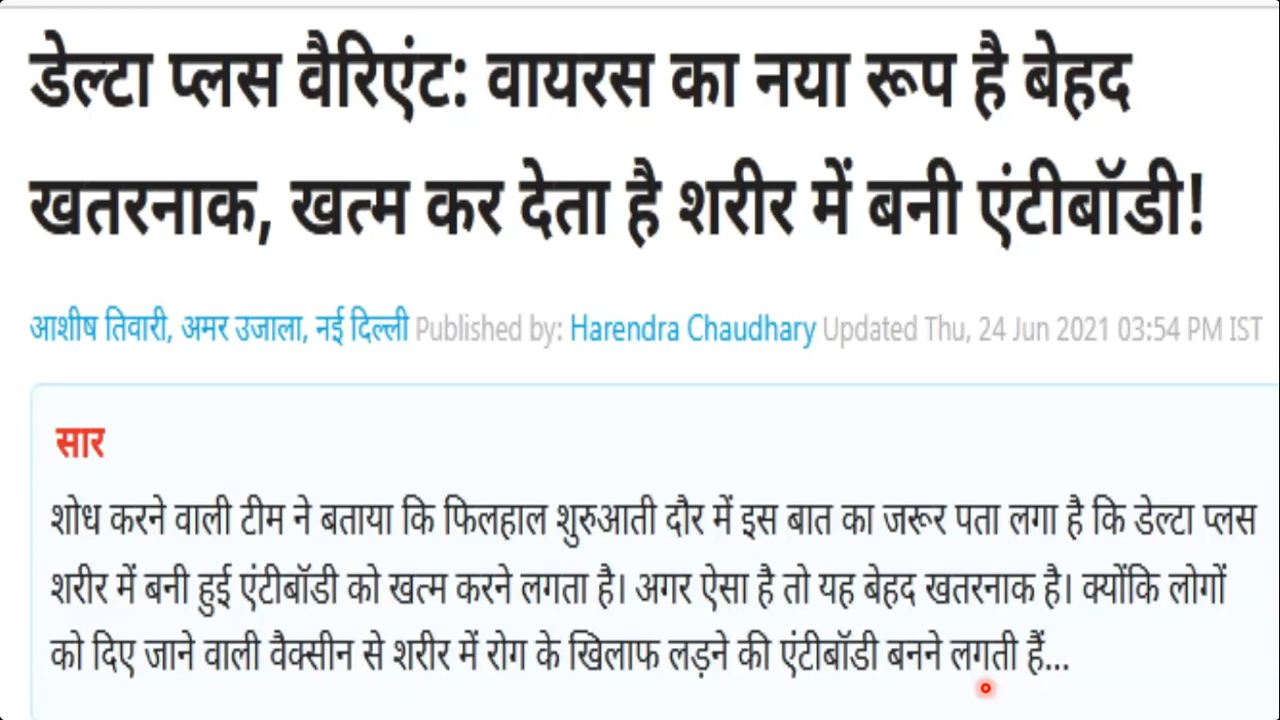 डेल्टा प्लस वैरिएंट: वायरस का नया रूप है बेहद
खतरनाक, खत्म कर देता है शरीर में बनी एंटीबॉडी!
आशीष तिवारी, अमर उजाला, नई दिल्ली Published by: Harendra Chaudhary Updated Thu, 24 Jun 2021 03:54 PM IST
सार
शोध करने वाली टीम ने बताया कि फिलहाल शुरुआती दौर में इस बात का जरूर पता लगा है कि डेल्टा प्लस
शरीर में बनी हुई एंटीबॉडी को खत्म करने लगता है। अगर ऐसा है तो यह बेहद खतरनाक है। क्योंकि लोगों
को दिए जाने वाली वैक्सीन से शरीर में रोग के खिलाफ लड़ने की एंटीबॉडी बनने लगती हैं...